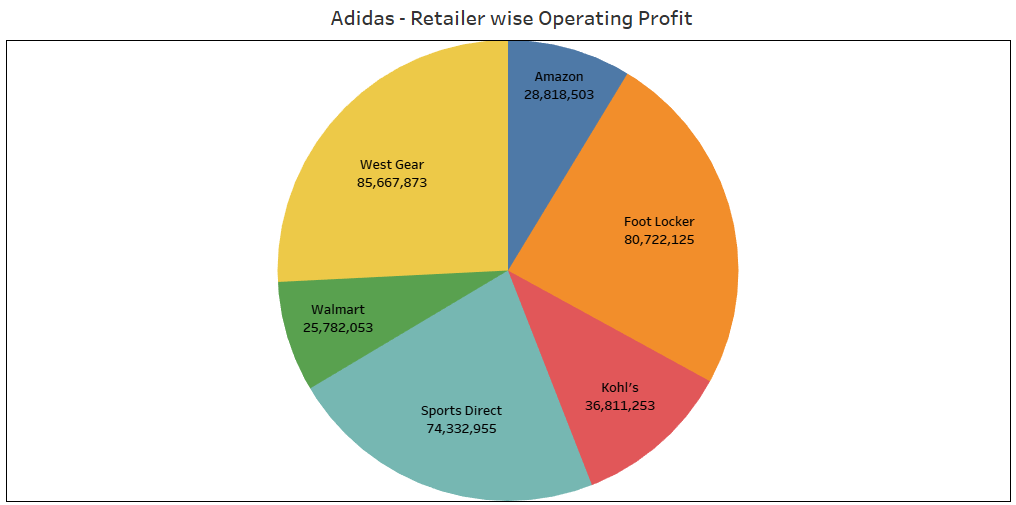 Adidas - Retailer wise Operating Profit
Amazon
28,818,503
West Gear
85,667,873
Foot Locker
80,722,125
Walmart
25,782,053
Kohl's
36,811,253
Sports Direct
74,332,955